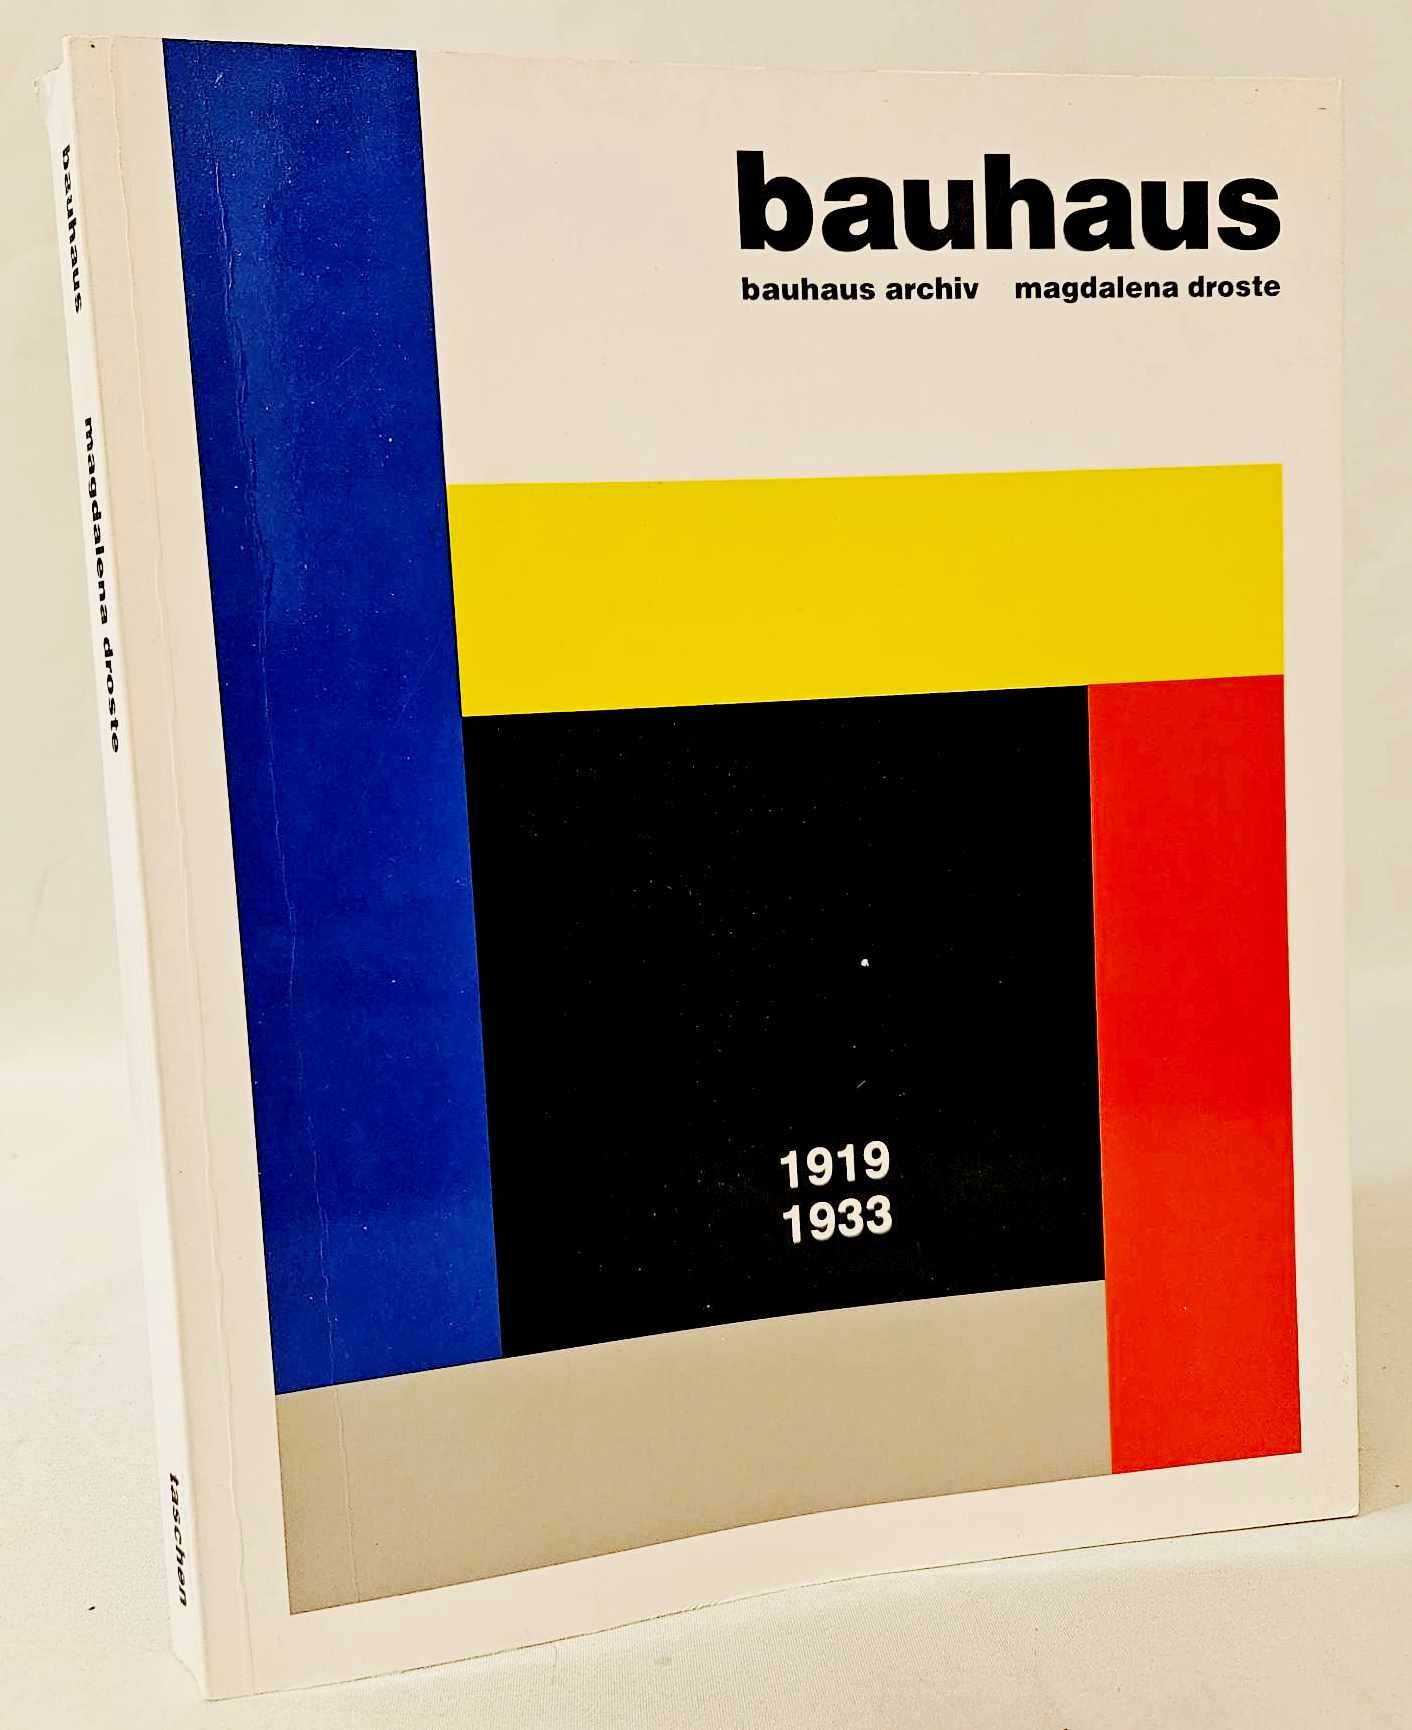 bauhaus
bauhaus archiv magdalena droste
1919
1933
bauhaus magdalena droste taschen